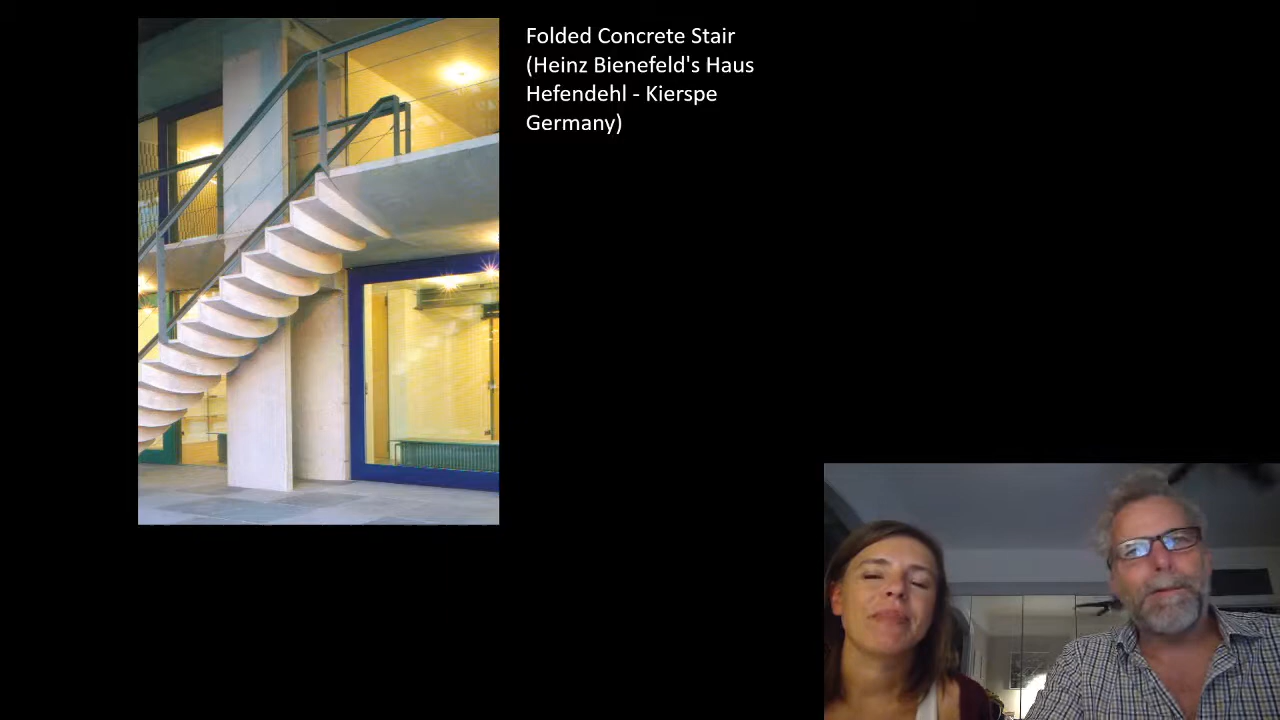 Folded Concrete Stair
(Heinz Bienefeld's Haus
Hefendehl - Kierspe
Germany)